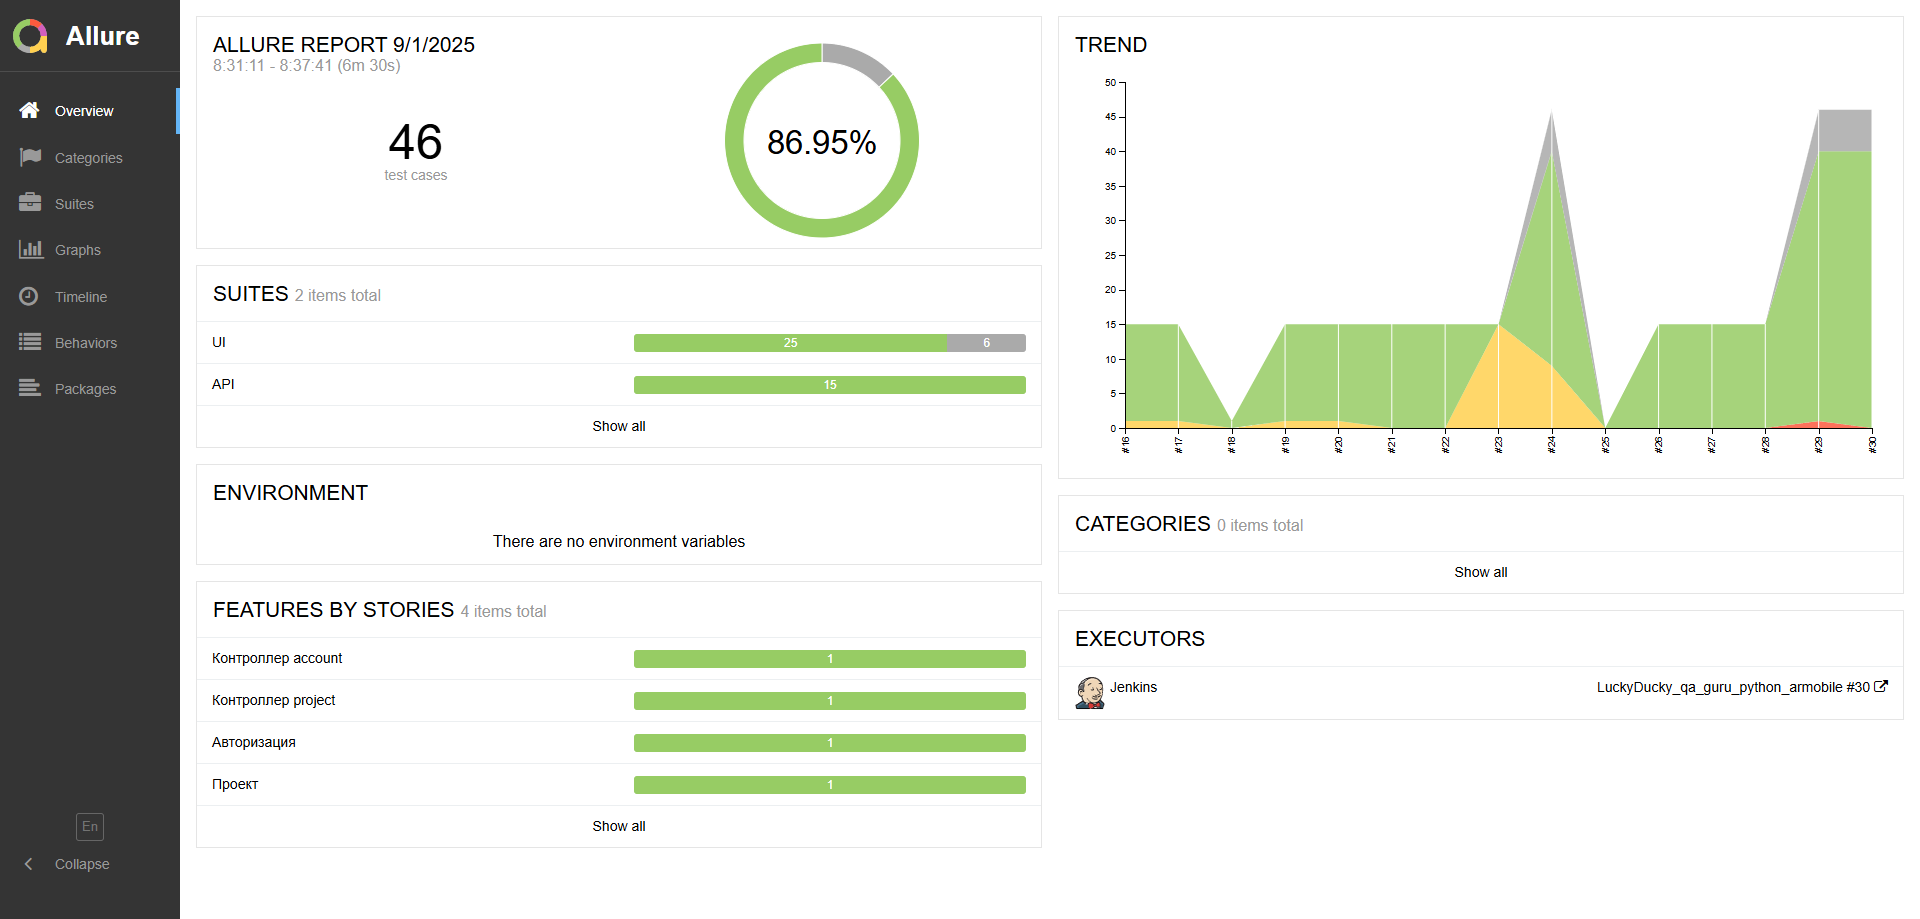 Allure
Overview
Categories
Suites
Graphs
Timeline
Behaviors
Packages
En
Collapse
ALLURE REPORT 9/1/2025
8:31:11 - 8:37:41 (6m 30s)
46
test cases
86.95%
SUITES 2 items total
UI 25 6
API 15
Show all
ENVIRONMENT
There are no environment variables
FEATURES BY STORIES 4 items total
Контроллер account 1
Контроллер project 1
Авторизация 1
Проект 1
Show all
TREND
50
45
40
35
30
25
20
15
10
5
0
#16 #17 #18 #19 #20 #21 #22 #23 #24 #25 #26 #27 #28 #29 #30
CATEGORIES 0 items total
Show all
EXECUTORS
Jenkins LuckyDucky_qa_guru_python_armobile #30